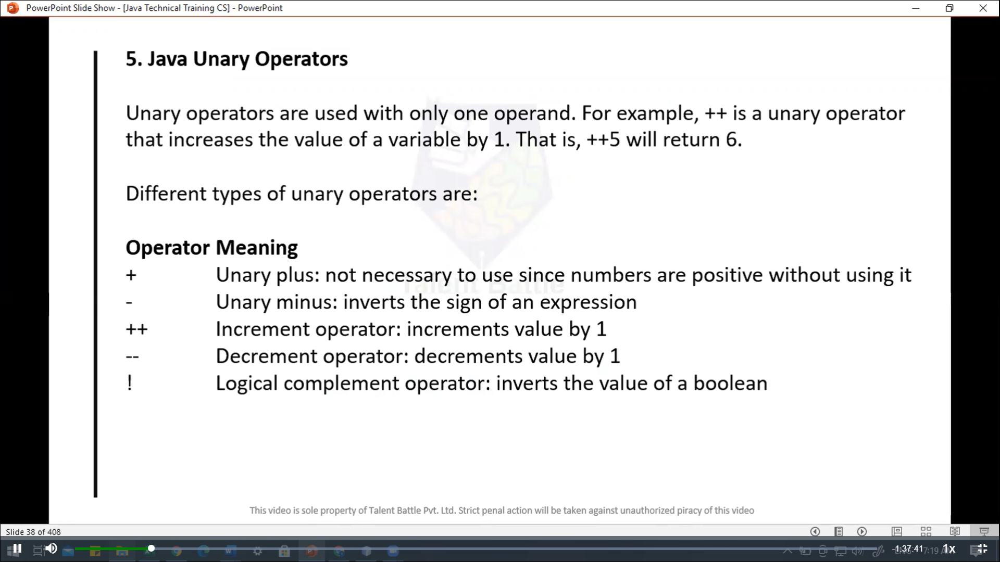 PowerPoint Slide Show - [Java Technical Training CS] - PowerPoint
5. Java Unary Operators
Unary operators are used with only one operand. For example, ++ is a unary operator
that increases the value of a variable by 1. That is, ++5 will return 6.
Different types of unary operators are:
Operator Meaning
+ Unary plus: not necessary to use since numbers are positive without using it
- Unary minus: inverts the sign of an expression
++ Increment operator: increments value by 1
-- Decrement operator: decrements value by 1
! Logical complement operator: inverts the value of a boolean
Talent Battle
This video is sole property of Talent Battle Pvt. Ltd. Strict penal action will be taken against unauthorized piracy of this video
Slide 38 of 408
-1:37:41 1x